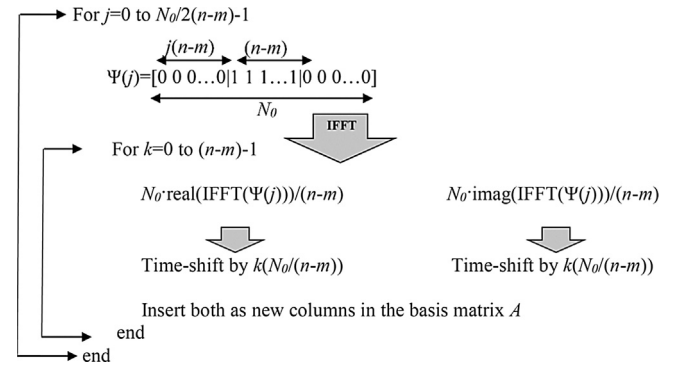 For j=0 to N₀/2(n-m)-1
j(n-m) (n-m)
Ψ(j)=[0 0 0…0|1 1 1…1|0 0 0…0]
N₀
IFFT
For k=0 to (n-m)-1
N₀·real(IFFT(Ψ(j)))/(n-m) N₀·imag(IFFT(Ψ(j)))/(n-m)
Time-shift by k(N₀/(n-m)) Time-shift by k(N₀/(n-m))
Insert both as new columns in the basis matrix A
end
end